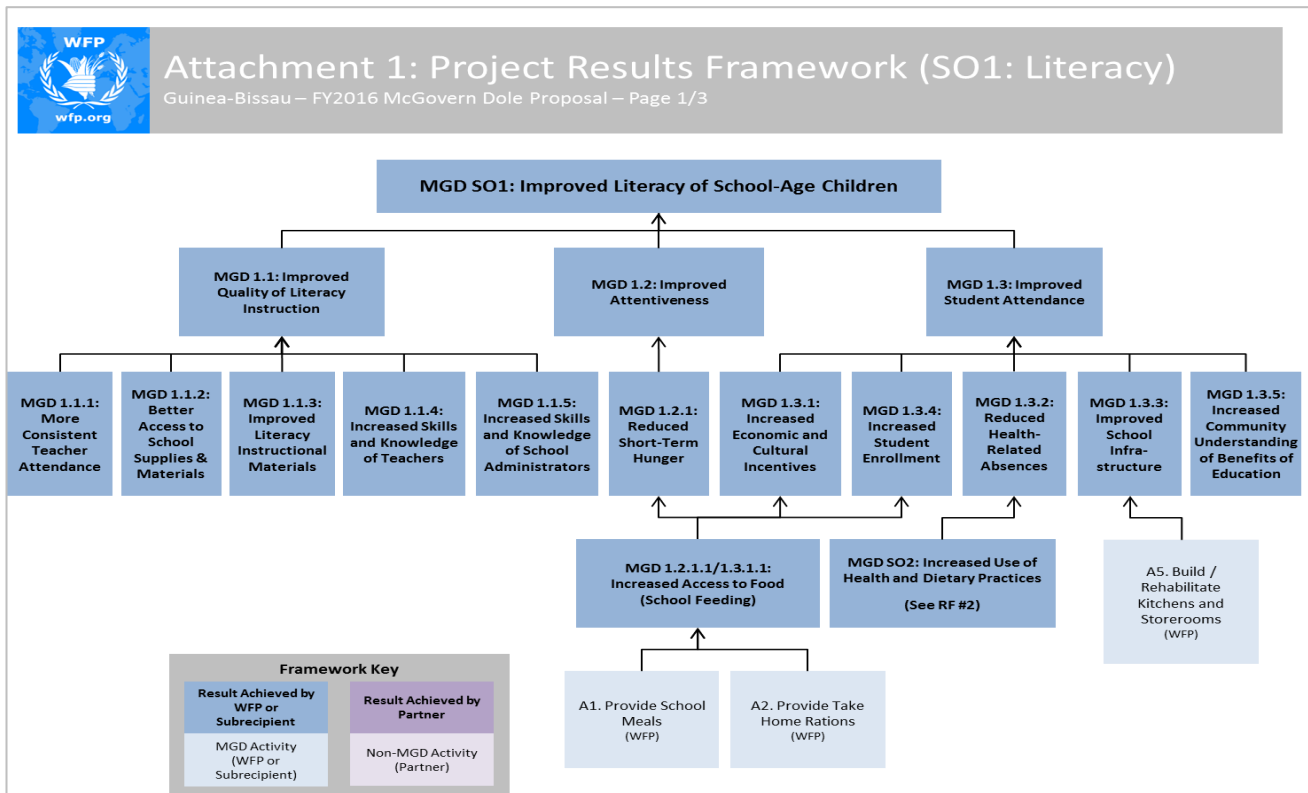 WFP
wfp.org
Attachment 1: Project Results Framework (SO1: Literacy)
Guinea-Bissau – FY2016 McGovern Dole Proposal – Page 1/3
MGD SO1: Improved Literacy of School-Age Children
MGD 1.1: Improved
Quality of Literacy
Instruction
MGD 1.2: Improved
Attentiveness
MGD 1.3: Improved
Student Attendance
MGD 1.1.1:
More
Consistent
Teacher
Attendance
MGD 1.1.2:
Better
Access to
School
Supplies &
Materials
MGD 1.1.3:
Improved
Literacy
Instructional
Materials
MGD 1.1.4:
Increased Skills
and Knowledge
of Teachers
MGD 1.1.5:
Increased Skills
and Knowledge
of School
Administrators
MGD 1.2.1:
Reduced
Short-Term
Hunger
MGD 1.3.1:
Increased
Economic and
Cultural
Incentives
MGD 1.3.4:
Increased
Student
Enrollment
MGD 1.3.2:
Reduced
Health-
Related
Absences
MGD 1.3.3:
Improved
School
Infra-
structure
MGD 1.3.5:
Increased
Community
Understanding
of Benefits of
Education
MGD 1.2.1.1/1.3.1.1:
Increased Access to Food
(School Feeding)
MGD SO2: Increased Use of
Health and Dietary Practices
(See RF #2)
A5. Build /
Rehabilitate
Kitchens and
Storerooms
(WFP)
A1. Provide School
Meals
(WFP)
A2. Provide Take
Home Rations
(WFP)
Framework Key
Result Achieved by
WFP or
Subrecipient
Result Achieved by
Partner
MGD Activity
(WFP or
Subrecipient)
Non-MGD Activity
(Partner)